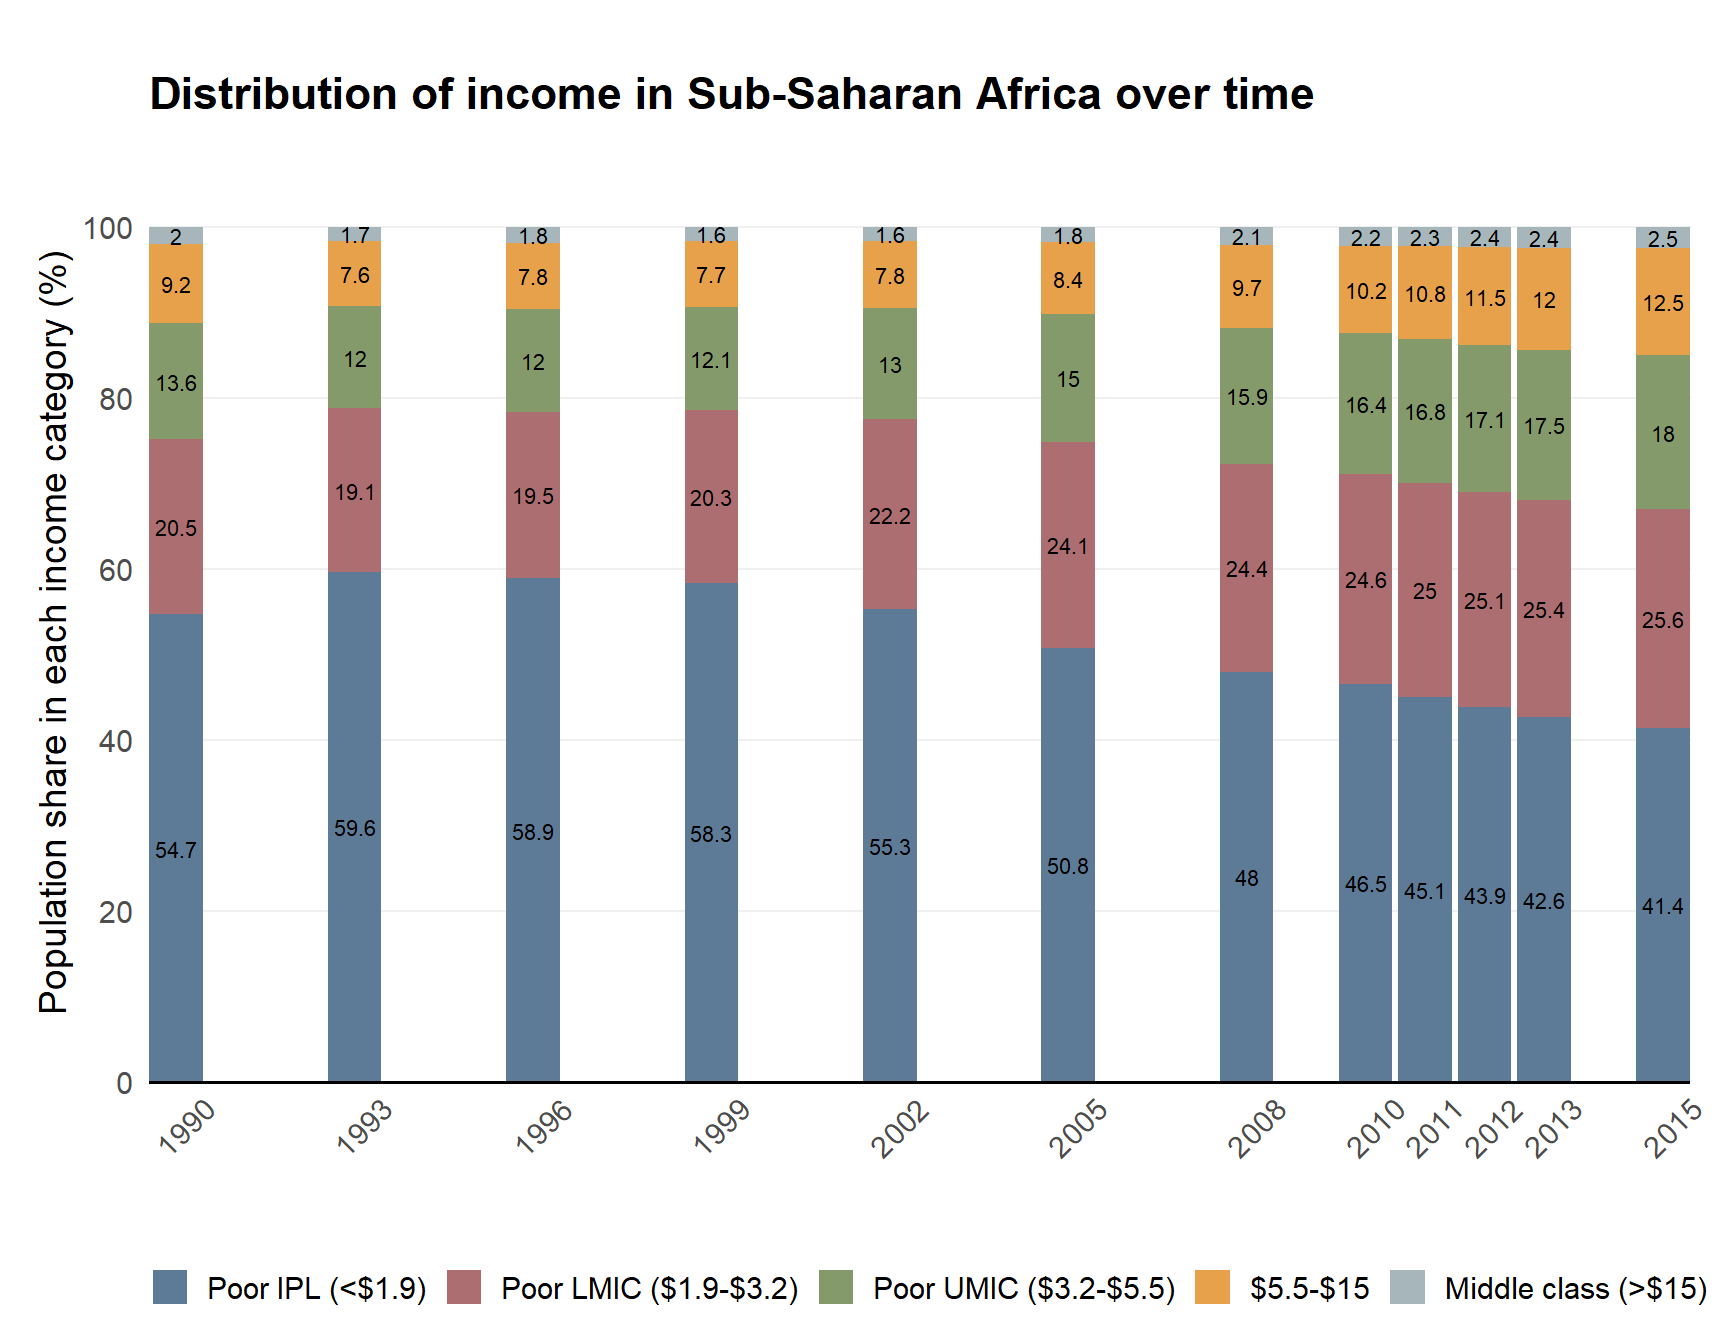 Distribution of income in Sub-Saharan Africa over time
Population share in each income category (%)
100
80
60
40
20
0
2 1.7 1.8 1.6 1.6 1.8 2.1 2.2 2.3 2.4 2.4 2.5
9.2 7.6 7.8 7.7 7.8 8.4 9.7 10.2 10.8 11.5 12 12.5
13.6 12 12 12.1 13 15 15.9 16.4 16.8 17.1 17.5 18
20.5 19.1 19.5 20.3 22.2 24.1 24.4 24.6 25 25.1 25.4 25.6
54.7 59.6 58.9 58.3 55.3 50.8 48 46.5 45.1 43.9 42.6 41.4
1990 1993 1996 1999 2002 2005 2008 2010 2011 2012 2013 2015
Poor IPL (<$1.9) Poor LMIC ($1.9-$3.2) Poor UMIC ($3.2-$5.5) $5.5-$15 Middle class (>$15)